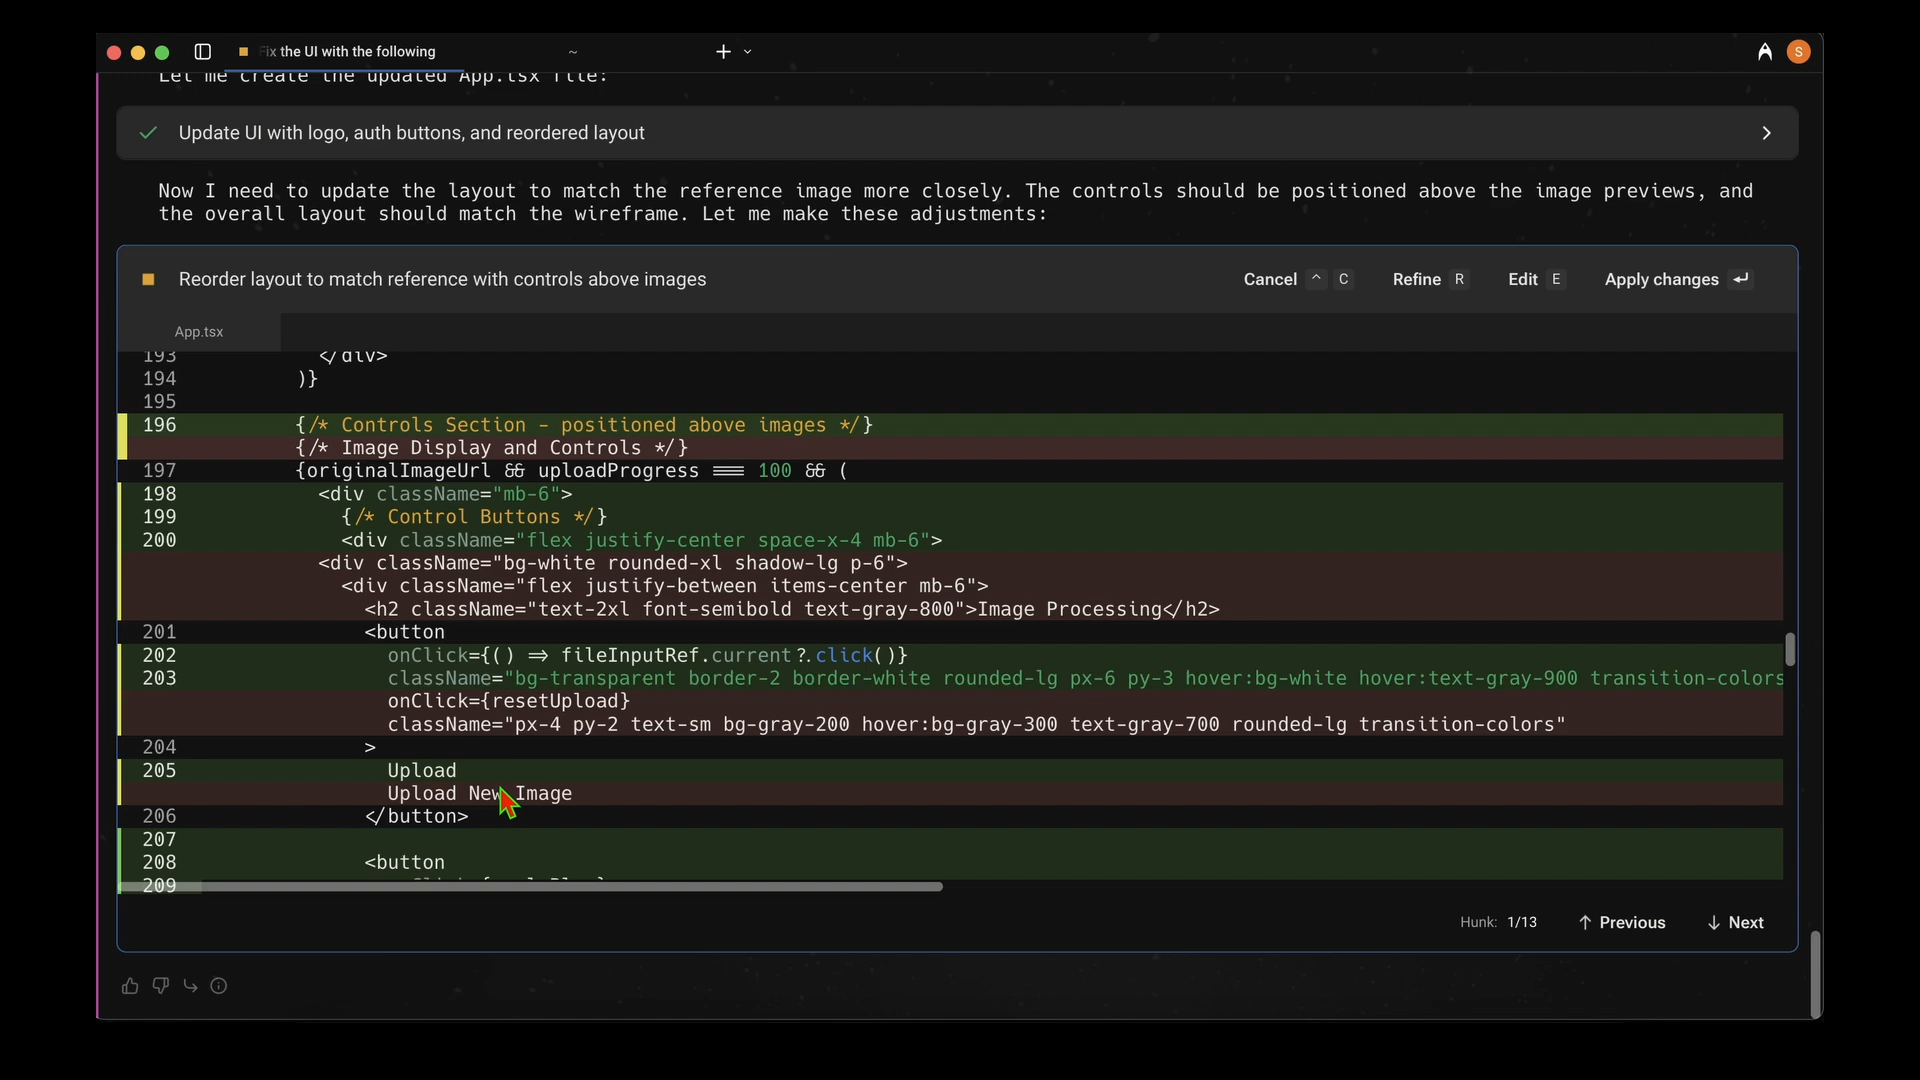 Fix the UI with the following
~
S
Let me create the updated App.tsx file:
Update UI with logo, auth buttons, and reordered layout
Now I need to update the layout to match the reference image more closely. The controls should be positioned above the image previews, and
the overall layout should match the wireframe. Let me make these adjustments:
Reorder layout to match reference with controls above images
Cancel ^ C Refine R Edit E Apply changes ↵
App.tsx
193 </div>
194 )}
195
196 {/* Controls Section - positioned above images */}
{/* Image Display and Controls */}
197 {originalImageUrl && uploadProgress === 100 && (
198 <div className="mb-6">
199 {/* Control Buttons */}
200 <div className="flex justify-center space-x-4 mb-6">
<div className="bg-white rounded-xl shadow-lg p-6">
<div className="flex justify-between items-center mb-6">
<h2 className="text-2xl font-semibold text-gray-800">Image Processing</h2>
201 <button
202 onClick={() => fileInputRef.current?.click()}
203 className="bg-transparent border-2 border-white rounded-lg px-6 py-3 hover:bg-white hover:text-gray-900 transition-colors
onClick={resetUpload}
className="px-4 py-2 text-sm bg-gray-200 hover:bg-gray-300 text-gray-700 rounded-lg transition-colors"
204 >
205 Upload
Upload New Image
206 </button>
207
208 <button
209
Hunk: 1/13 ↑ Previous ↓ Next